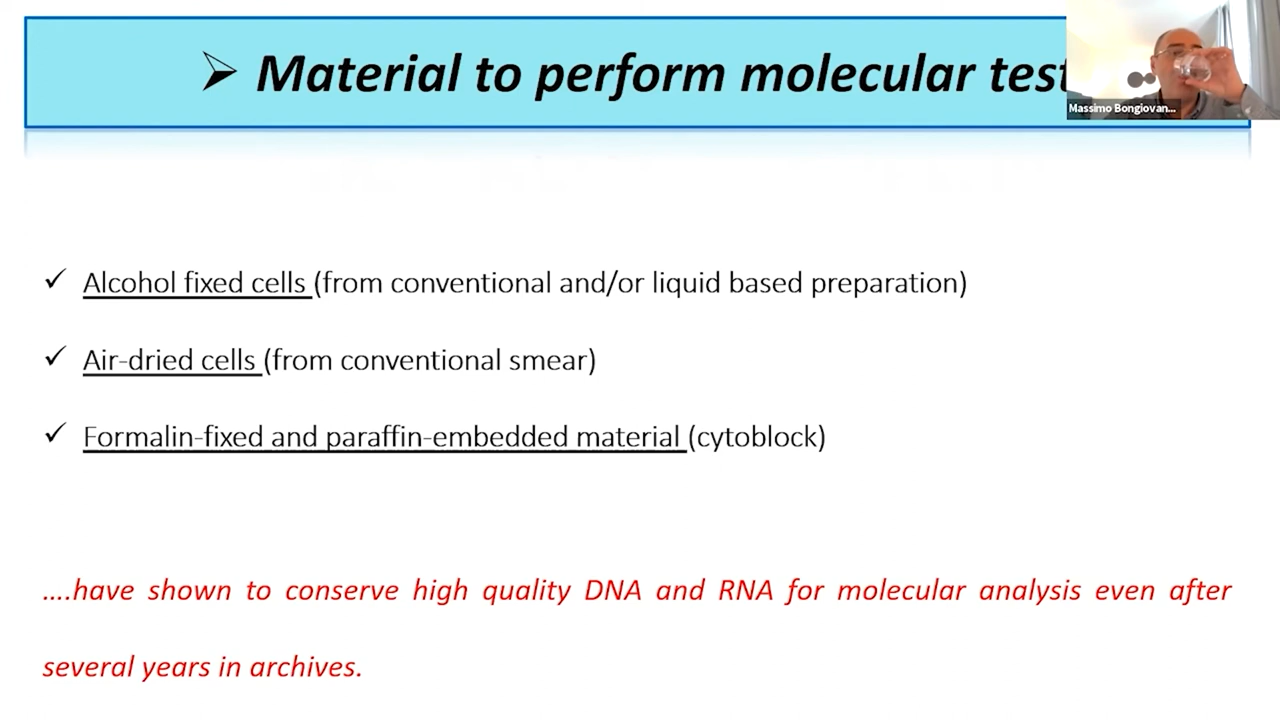 ➢ Material to perform molecular test
Massimo Bongiovan...
✓ Alcohol fixed cells (from conventional and/or liquid based preparation)
✓ Air-dried cells (from conventional smear)
✓ Formalin-fixed and paraffin-embedded material (cytoblock)
....have shown to conserve high quality DNA and RNA for molecular analysis even after
several years in archives.